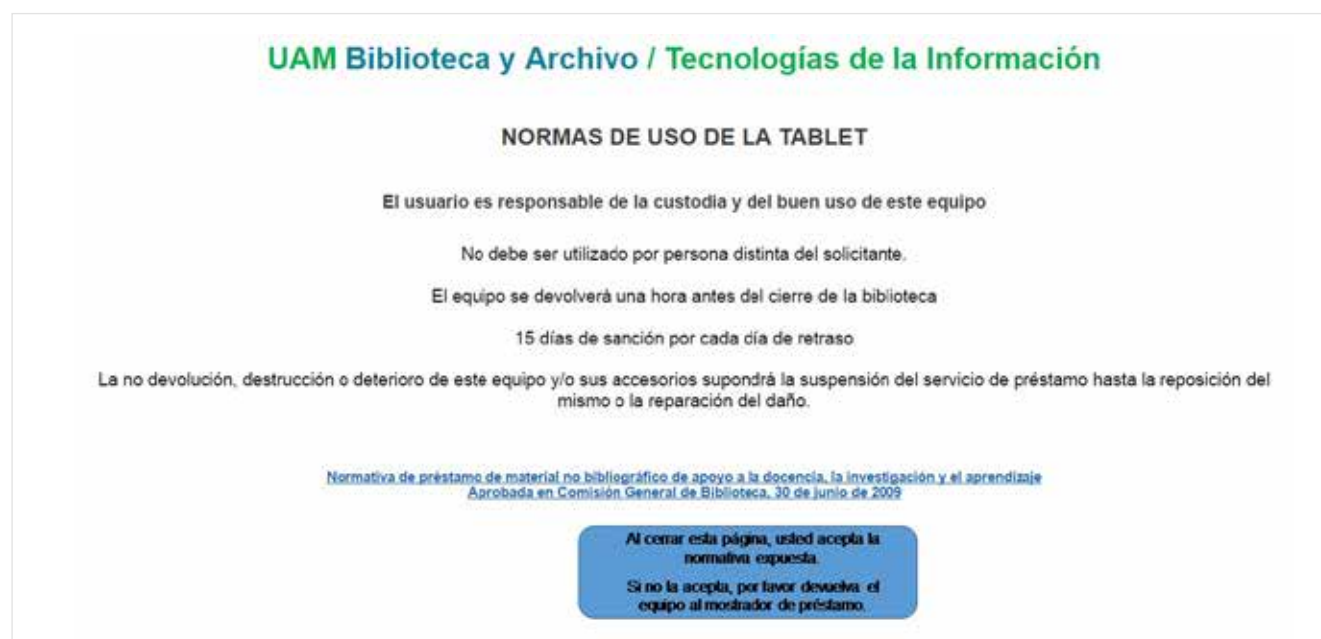 UAM Biblioteca y Archivo / Tecnologías de la Información
NORMAS DE USO DE LA TABLET
El usuario es responsable de la custodia y del buen uso de este equipo
No debe ser utilizado por persona distinta del solicitante.
El equipo se devolverá una hora antes del cierre de la biblioteca
15 días de sanción por cada día de retraso
La no devolución, destrucción o deterioro de este equipo y/o sus accesorios supondrá la suspensión del servicio de préstamo hasta la reposición del
mismo o la reparación del daño.
Normativa de préstamo de material no bibliográfico de apoyo a la docencia, la investigación y el aprendizaje
Aprobada en Comisión General de Biblioteca, 30 de junio de 2009
Al cerrar esta página, usted acepta la
normativa expuesta.
Si no la acepta, por favor devuelva el
equipo al mostrador de préstamo.